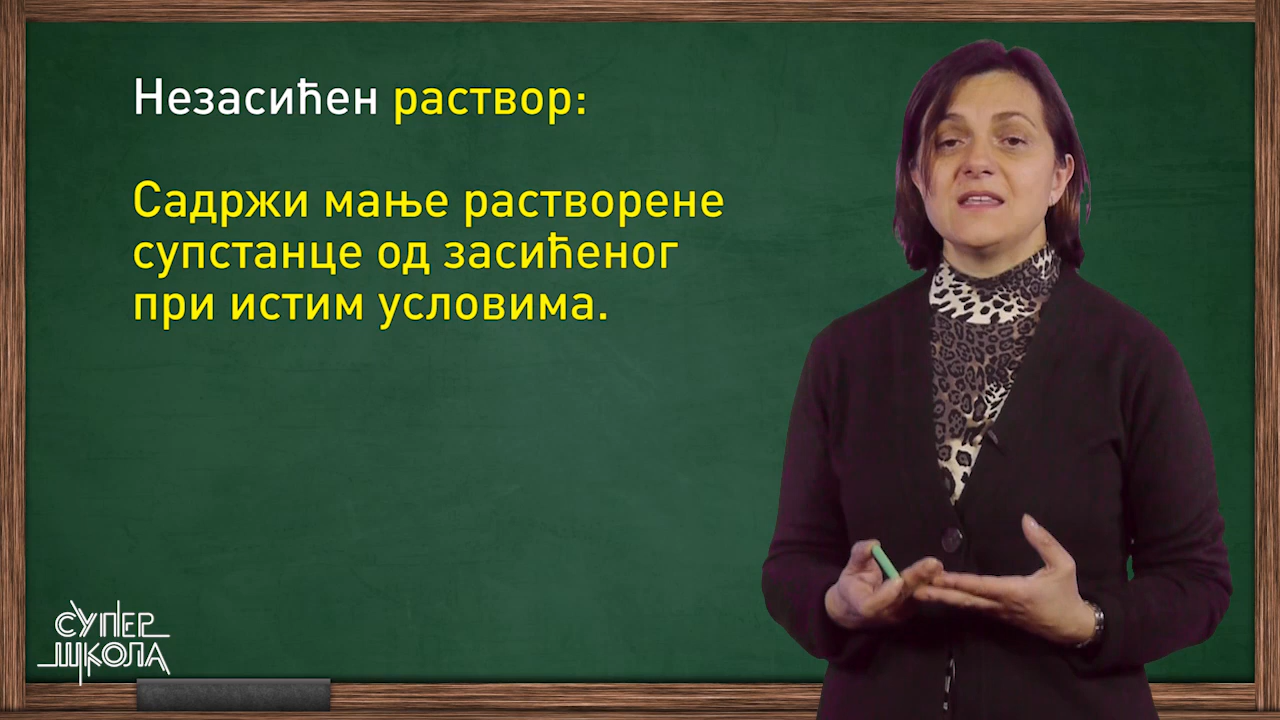 Незасићен раствор:
Садржи мање растворене
супстанце од засићеног
при истим условима.
СУПЕР
ШКОЛА